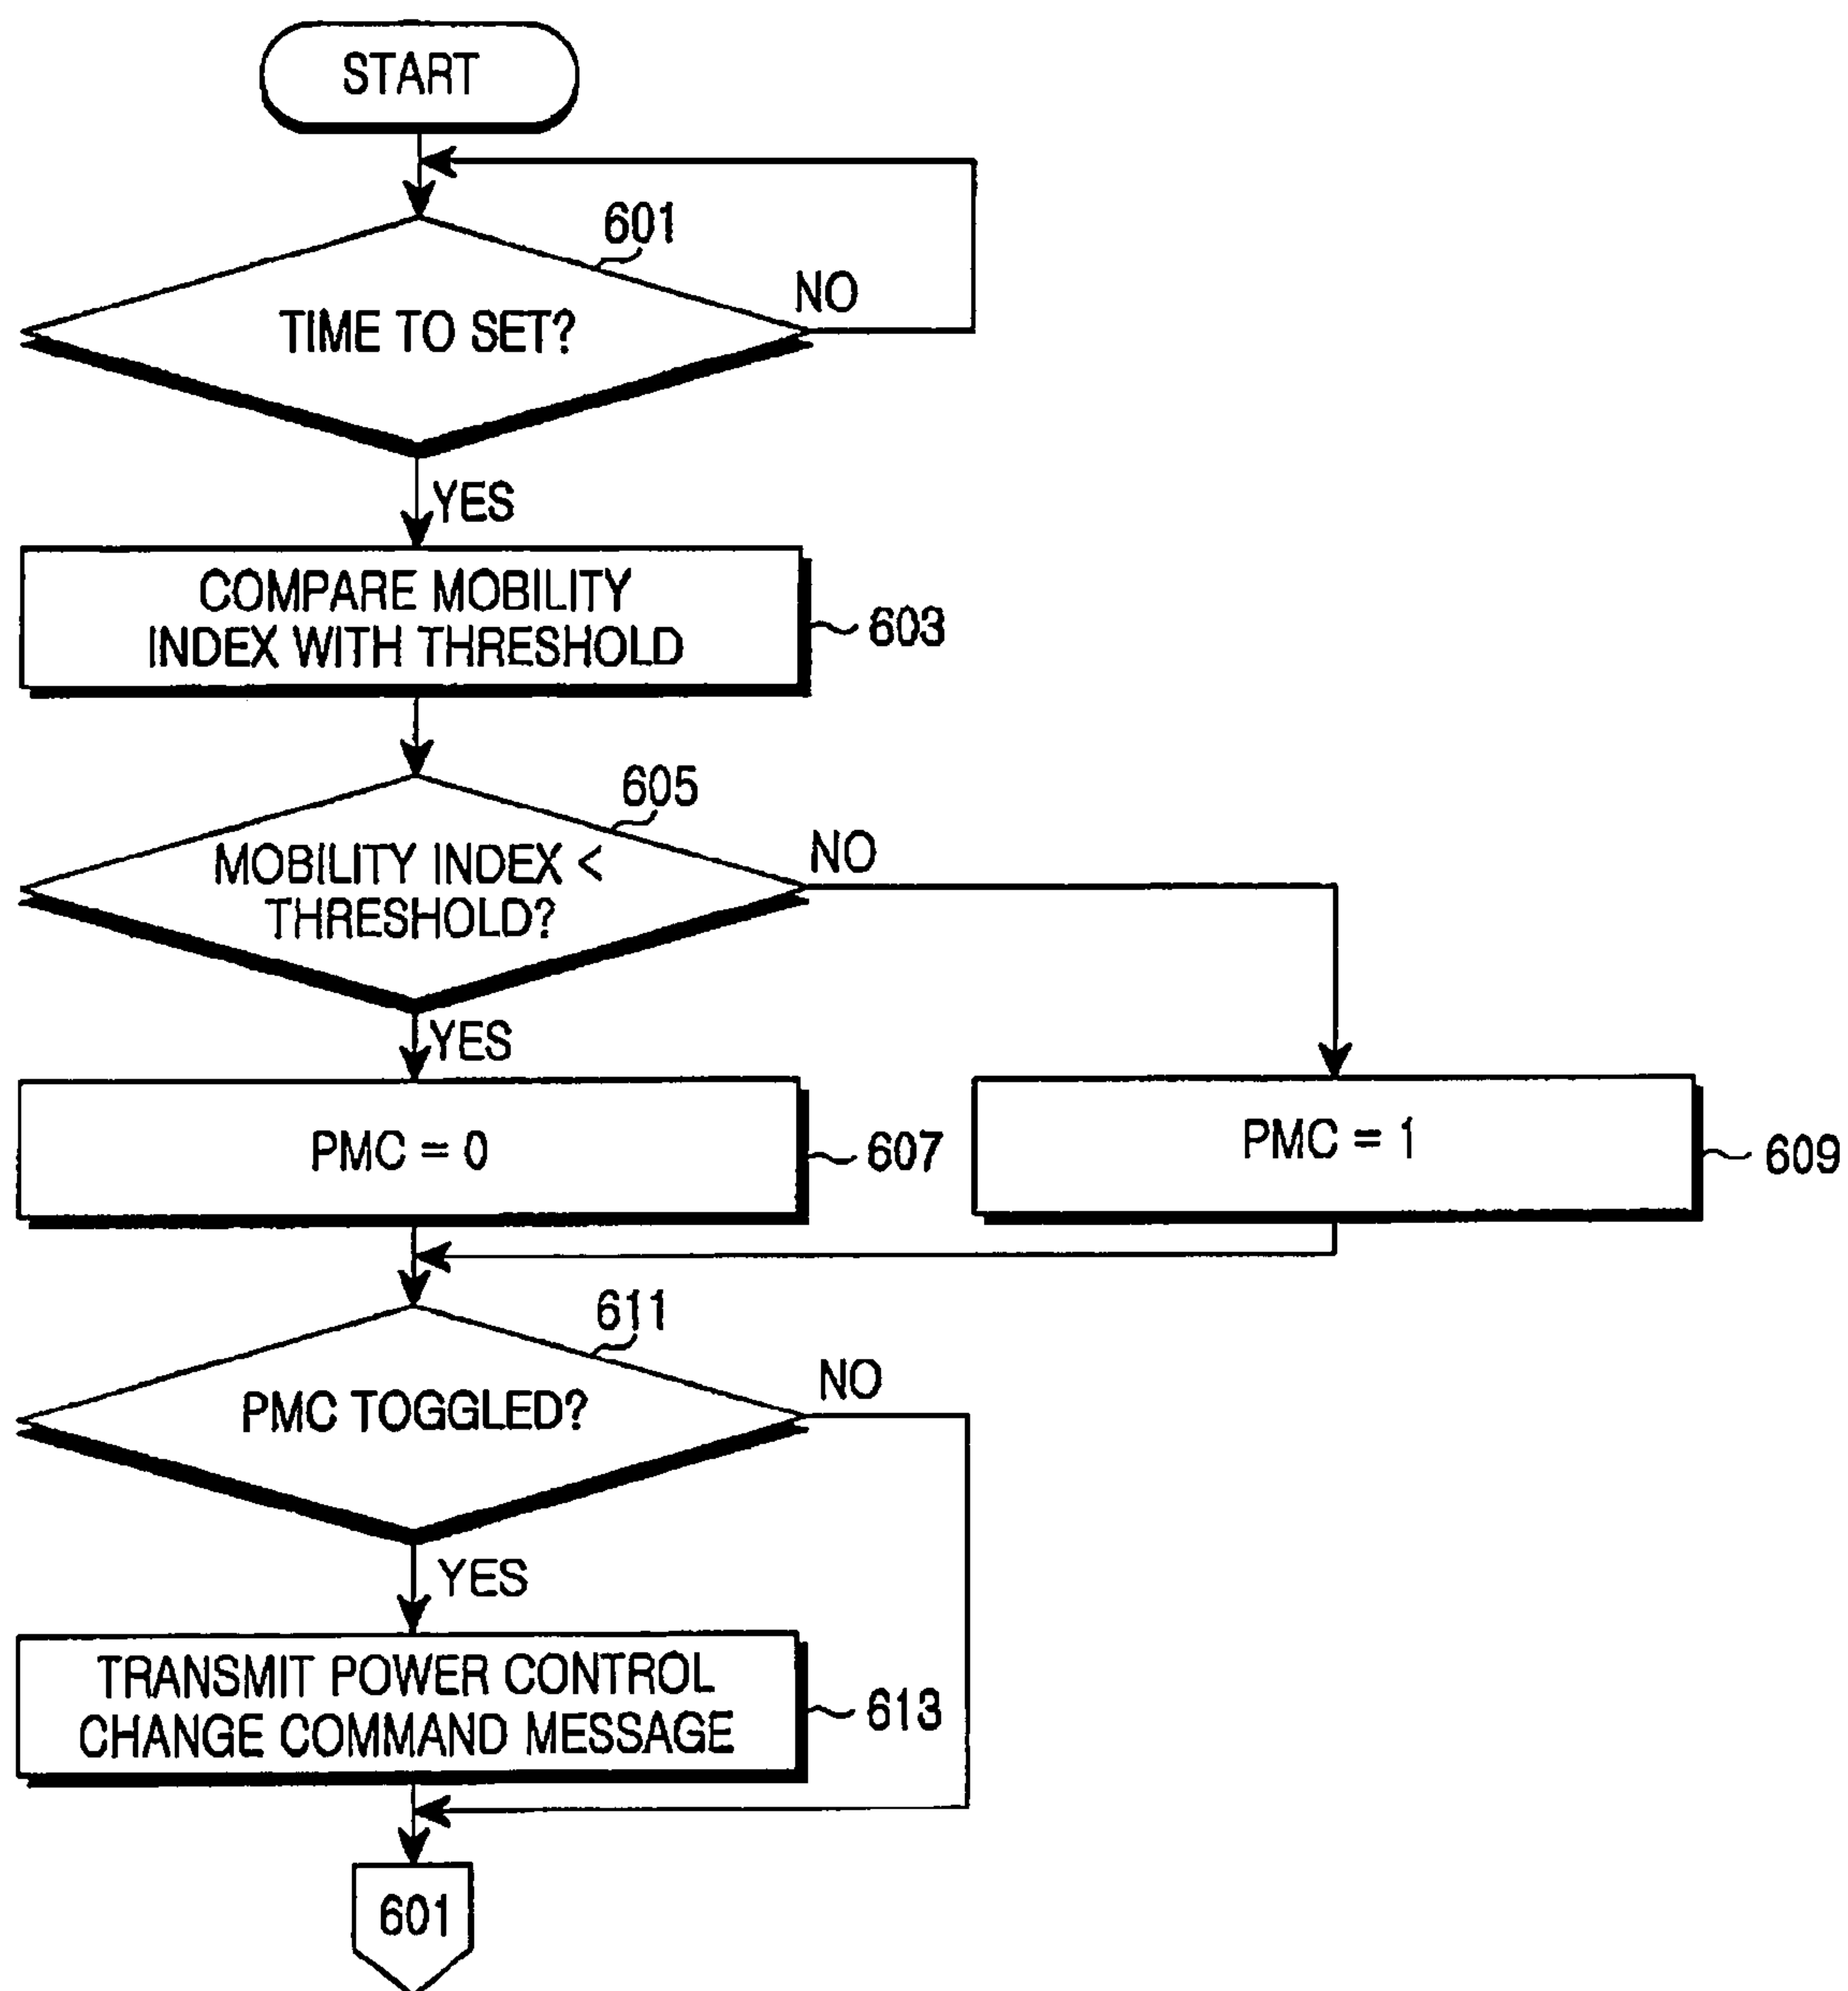 START
601
TIME TO SET?
NO
YES
COMPARE MOBILITY
INDEX WITH THRESHOLD
603
605
MOBILITY INDEX <
THRESHOLD?
NO
YES
PMC = 0
607
PMC = 1
609
611
PMC TOGGLED?
NO
YES
TRANSMIT POWER CONTROL
CHANGE COMMAND MESSAGE
613
601